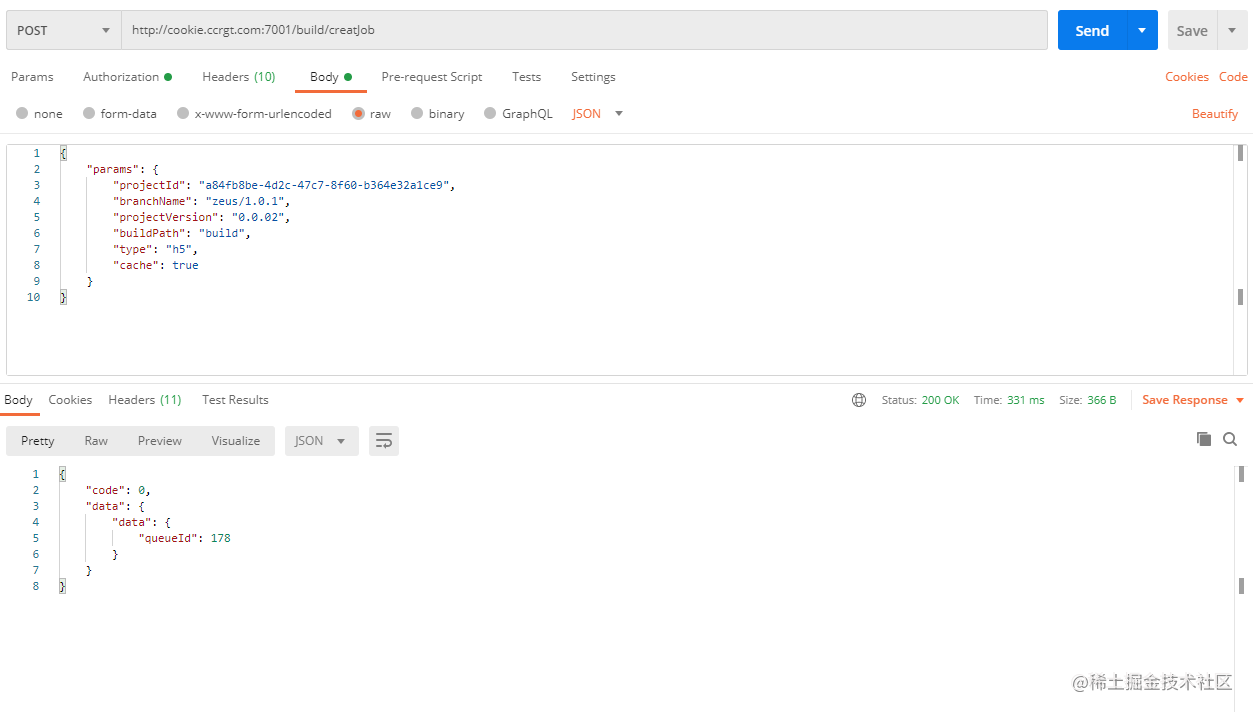 POST http://cookie.ccrgt.com:7001/build/creatJob Send Save
Params Authorization Headers (10) Body Pre-request Script Tests Settings Cookies Code
none form-data x-www-form-urlencoded raw binary GraphQL JSON Beautify
1 {
2 "params": {
3 "projectId": "a84fb8be-4d2c-47c7-8f60-b364e32a1ce9",
4 "branchName": "zeus/1.0.1",
5 "projectVersion": "0.0.02",
6 "buildPath": "build",
7 "type": "h5",
8 "cache": true
9 }
10 }
Body Cookies Headers (11) Test Results Status: 200 OK Time: 331 ms Size: 366 B Save Response
Pretty Raw Preview Visualize JSON
1 {
2 "code": 0,
3 "data": {
4 "data": {
5 "queueId": 178
6 }
7 }
8 }
@稀土掘金技术社区